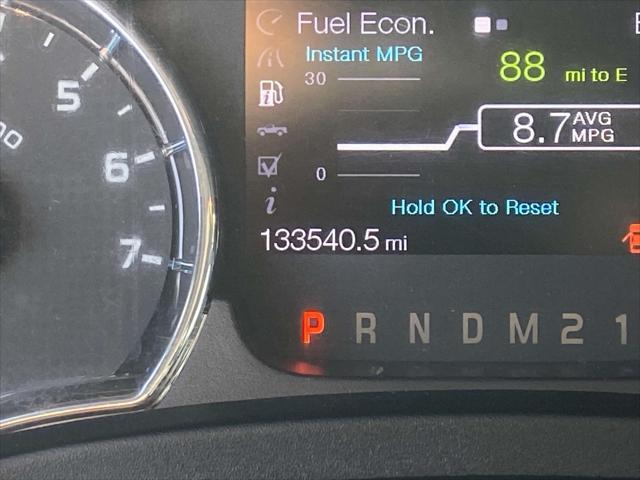 Fuel Econ.
Instant MPG
30
88 mi to E
8.7 AVG MPG
0
Hold OK to Reset
133540.5 mi
P R N D M 2 1
5
6
7